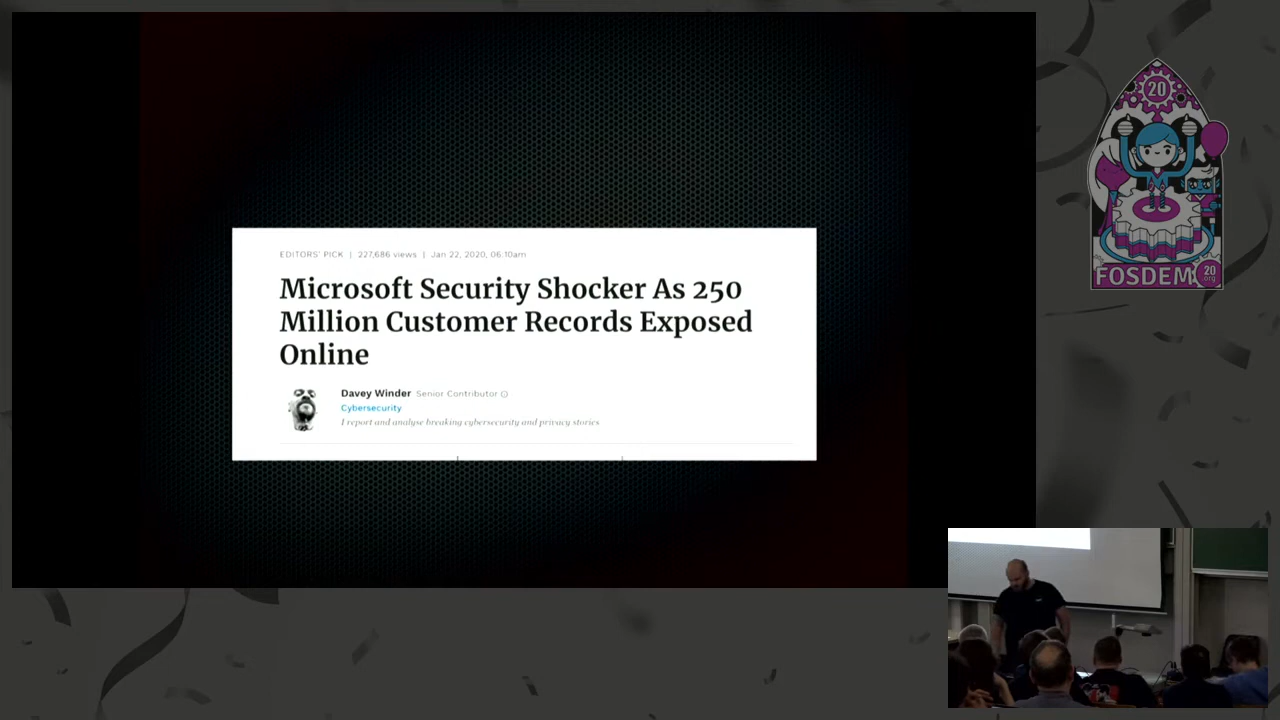 EDITORS' PICK | 227,686 views | Jan 22, 2020, 06:10am
Microsoft Security Shocker As 250
Million Customer Records Exposed
Online
Davey Winder Senior Contributor
Cybersecurity
I report and analyse breaking cybersecurity and privacy stories
20
FOSDEM
20
org